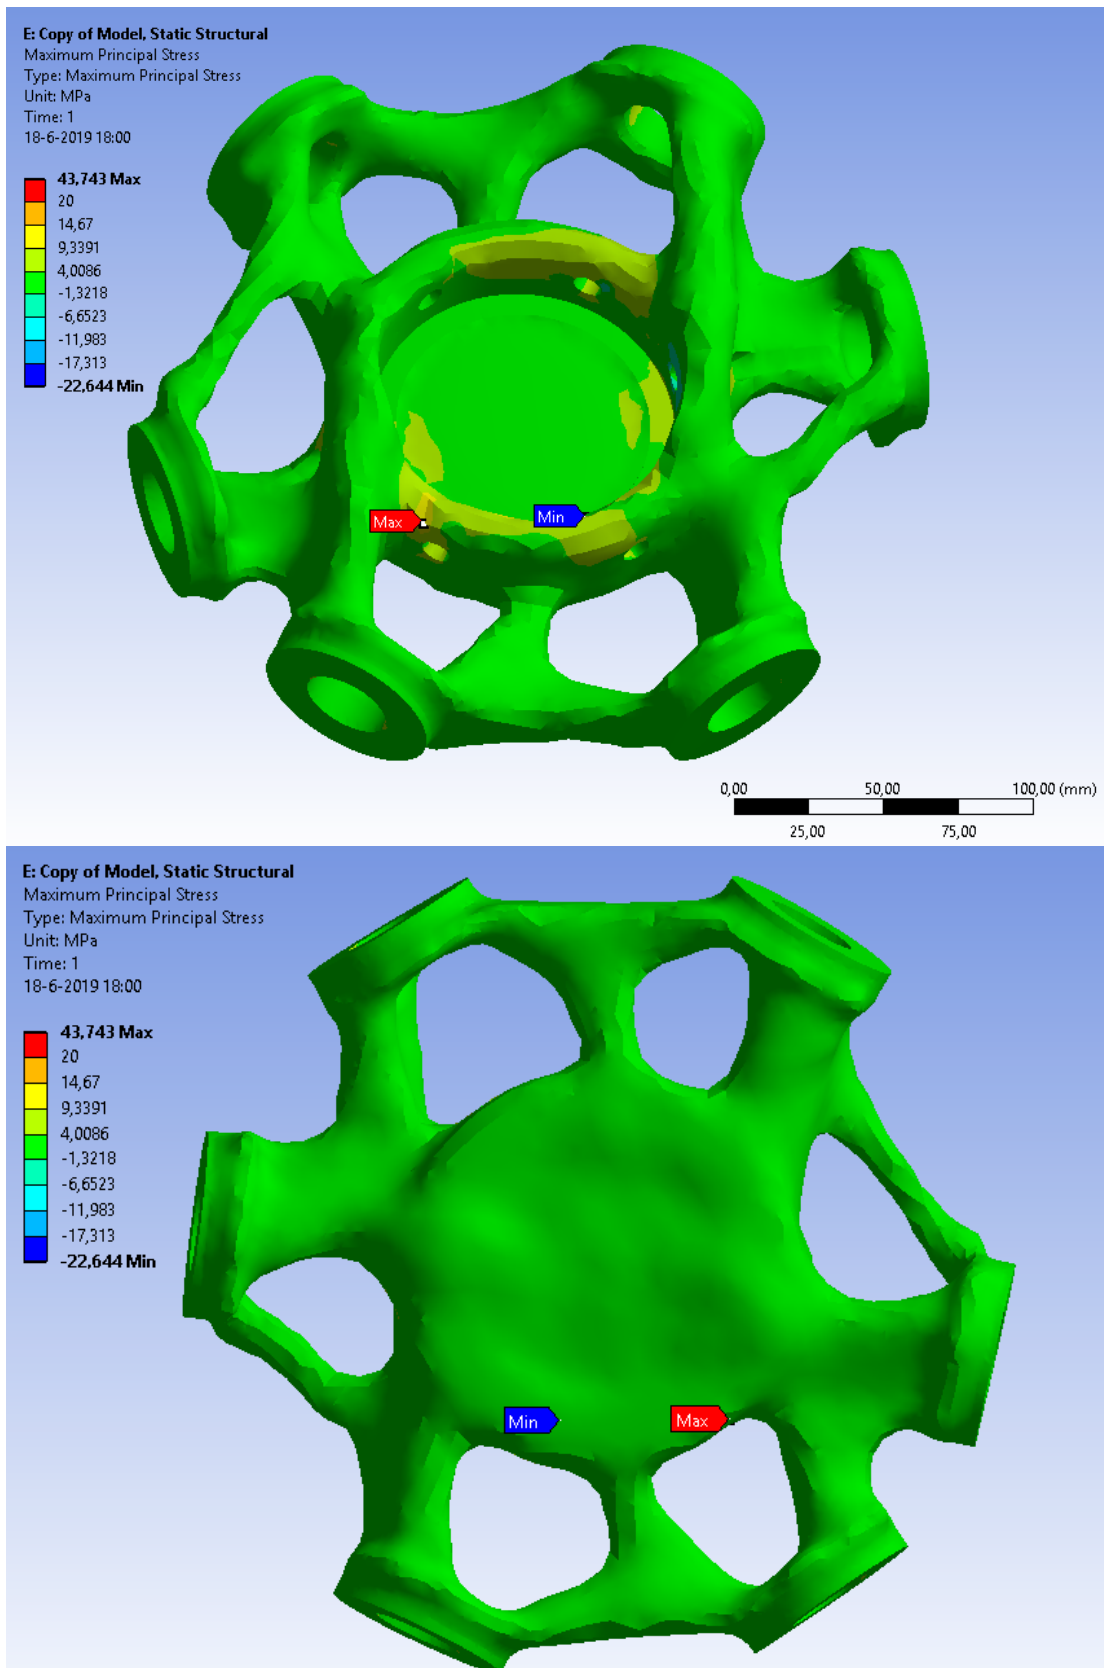 E: Copy of Model, Static Structural
Maximum Principal Stress
Type: Maximum Principal Stress
Unit: MPa
Time: 1
18-6-2019 18:00
43,743 Max
20
14,67
9,3391
4,0086
-1,3218
-6,6523
-11,983
-17,313
-22,644 Min
Max
Min
0,00 50,00 100,00 (mm)
25,00 75,00
E: Copy of Model, Static Structural
Maximum Principal Stress
Type: Maximum Principal Stress
Unit: MPa
Time: 1
18-6-2019 18:00
43,743 Max
20
14,67
9,3391
4,0086
-1,3218
-6,6523
-11,983
-17,313
-22,644 Min
Min
Max